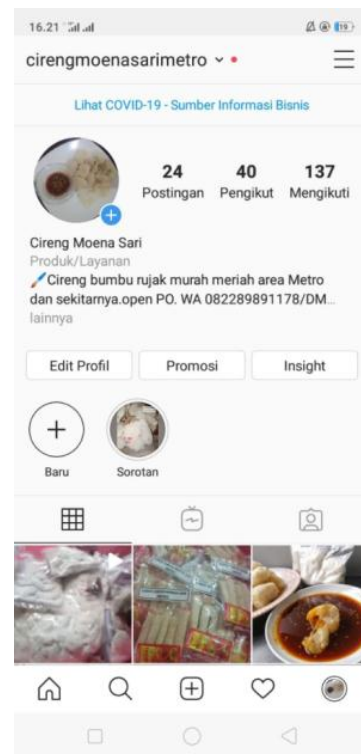 16.21
19
cirengmoenasarimetro
Lihat COVID-19 - Sumber Informasi Bisnis
24 40 137
Postingan Pengikut Mengikuti
Cireng Moena Sari
Produk/Layanan
Cireng bumbu rujak murah meriah area Metro
dan sekitarnya.open PO. WA 082289891178/DM...
lainnya
Edit Profil Promosi Insight
Baru Sorotan